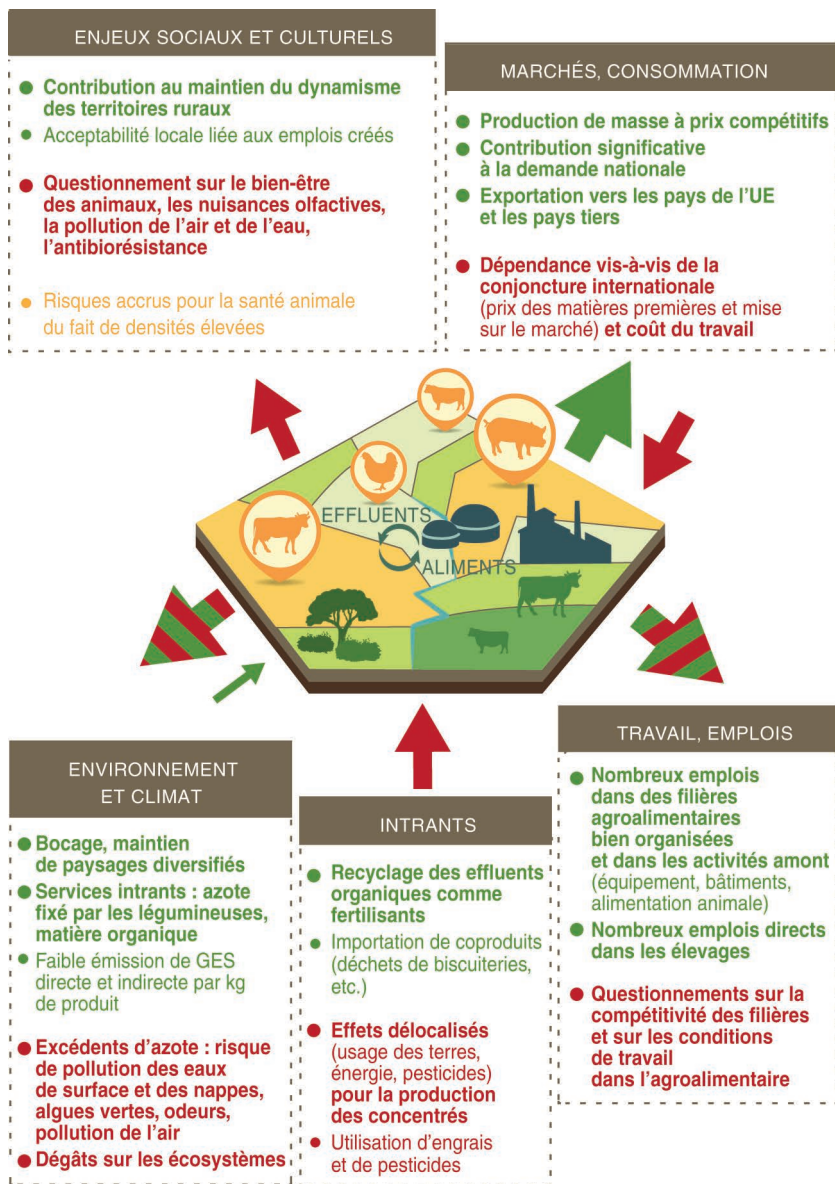 ENJEUX SOCIAUX ET CULTURELS
● Contribution au maintien du dynamisme
des territoires ruraux
● Acceptabilité locale liée aux emplois créés
● Questionnement sur le bien-être
des animaux, les nuisances olfactives,
la pollution de l'air et de l'eau,
l'antibiorésistance
● Risques accrus pour la santé animale
du fait de densités élevées
MARCHÉS, CONSOMMATION
● Production de masse à prix compétitifs
● Contribution significative
à la demande nationale
● Exportation vers les pays de l'UE
et les pays tiers
● Dépendance vis-à-vis de la
conjoncture internationale
(prix des matières premières et mise
sur le marché) et coût du travail
EFFLUENTS
ALIMENTS
ENVIRONNEMENT
ET CLIMAT
● Bocage, maintien
de paysages diversifiés
● Services intrants : azote
fixé par les légumineuses,
matière organique
● Faible émission de GES
directe et indirecte par kg
de produit
● Excédents d'azote : risque
de pollution des eaux
de surface et des nappes,
algues vertes, odeurs,
pollution de l'air
● Dégâts sur les écosystèmes
INTRANTS
● Recyclage des effluents
organiques comme
fertilisants
● Importation de coproduits
(déchets de biscuiteries,
etc.)
● Effets délocalisés
(usage des terres,
énergie, pesticides)
pour la production
des concentrés
● Utilisation d'engrais
et de pesticides
TRAVAIL, EMPLOIS
● Nombreux emplois
dans des filières
agroalimentaires
bien organisées
et dans les activités amont
(équipement, bâtiments,
alimentation animale)
● Nombreux emplois directs
dans les élevages
● Questionnements sur la
compétitivité des filières
et sur les conditions
de travail
dans l'agroalimentaire